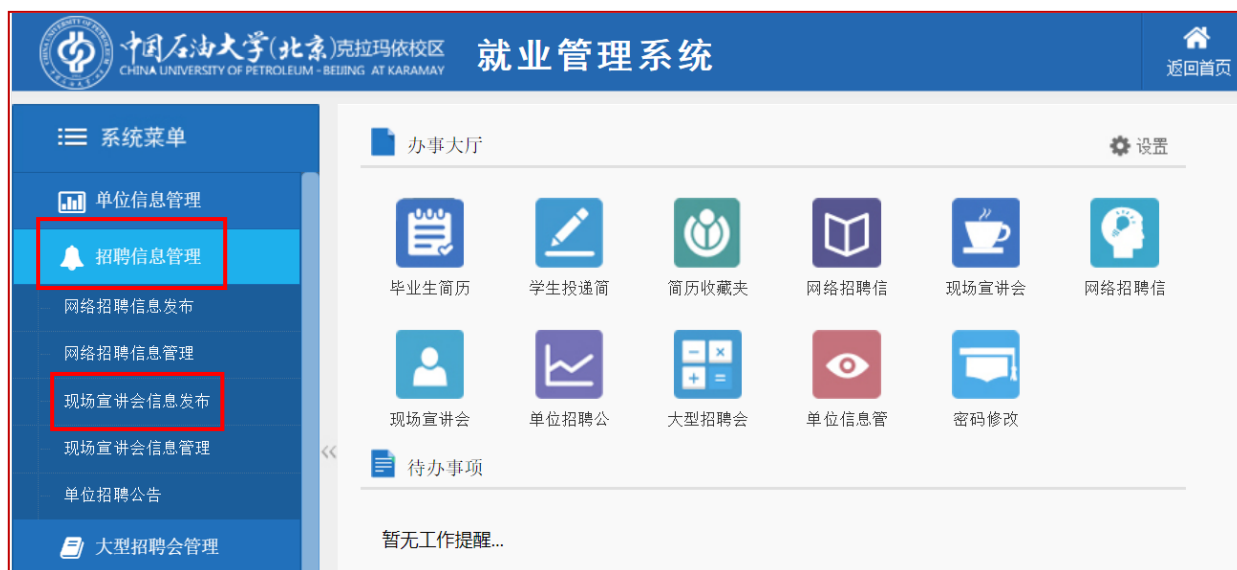 中国石油大学(北京)克拉玛依校区
CHINA UNIVERSITY OF PETROLEUM-BEIJING AT KARAMAY
就业管理系统
返回首页
系统菜单
单位信息管理
招聘信息管理
网络招聘信息发布
网络招聘信息管理
现场宣讲会信息发布
现场宣讲会信息管理
单位招聘公告
大型招聘会管理
办事大厅
设置
毕业生简历 学生投递简 简历收藏夹 网络招聘信 现场宣讲会 网络招聘信
现场宣讲会 单位招聘公 大型招聘会 单位信息管 密码修改
待办事项
暂无工作提醒...